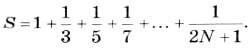 S = 1 + 1/3 + 1/5 + 1/7 + ... + 1/(2N + 1).